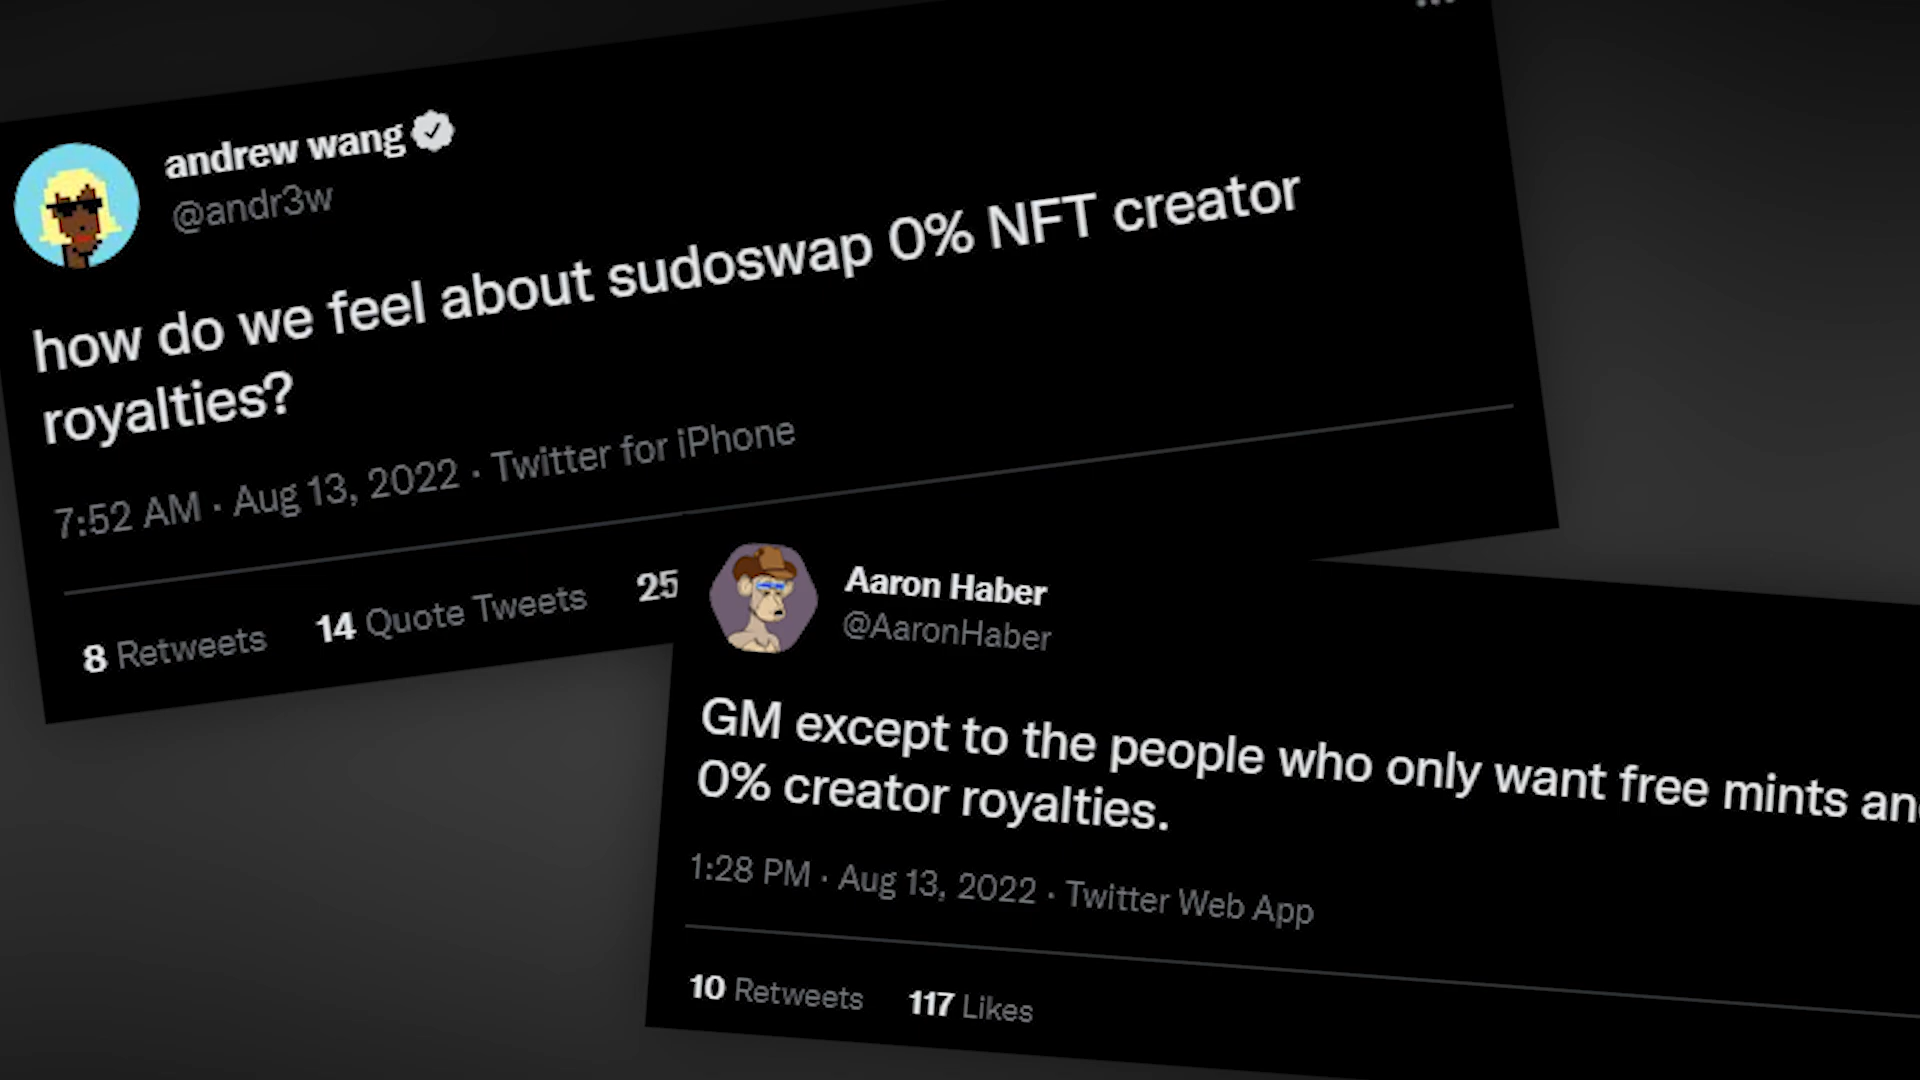 andrew wang
@andr3w
how do we feel about sudoswap 0% NFT creator
royalties?
7:52 AM · Aug 13, 2022 · Twitter for iPhone
8 Retweets 14 Quote Tweets 25
Aaron Haber
@AaronHaber
GM except to the people who only want free mints
0% creator royalties.
1:28 PM · Aug 13, 2022 · Twitter Web App
10 Retweets 117 Likes